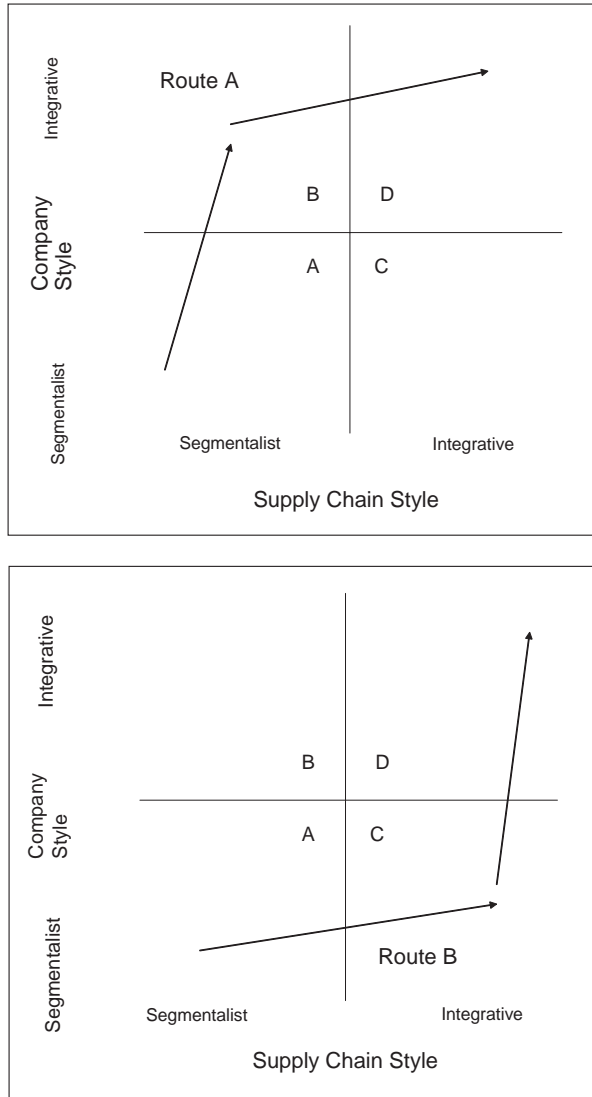 Route A
Integrative
B D
Company
Style
A C
Segmentalist
Segmentalist Integrative
Supply Chain Style
Integrative
B D
Company
Style
A C
Segmentalist
Route B
Segmentalist Integrative
Supply Chain Style